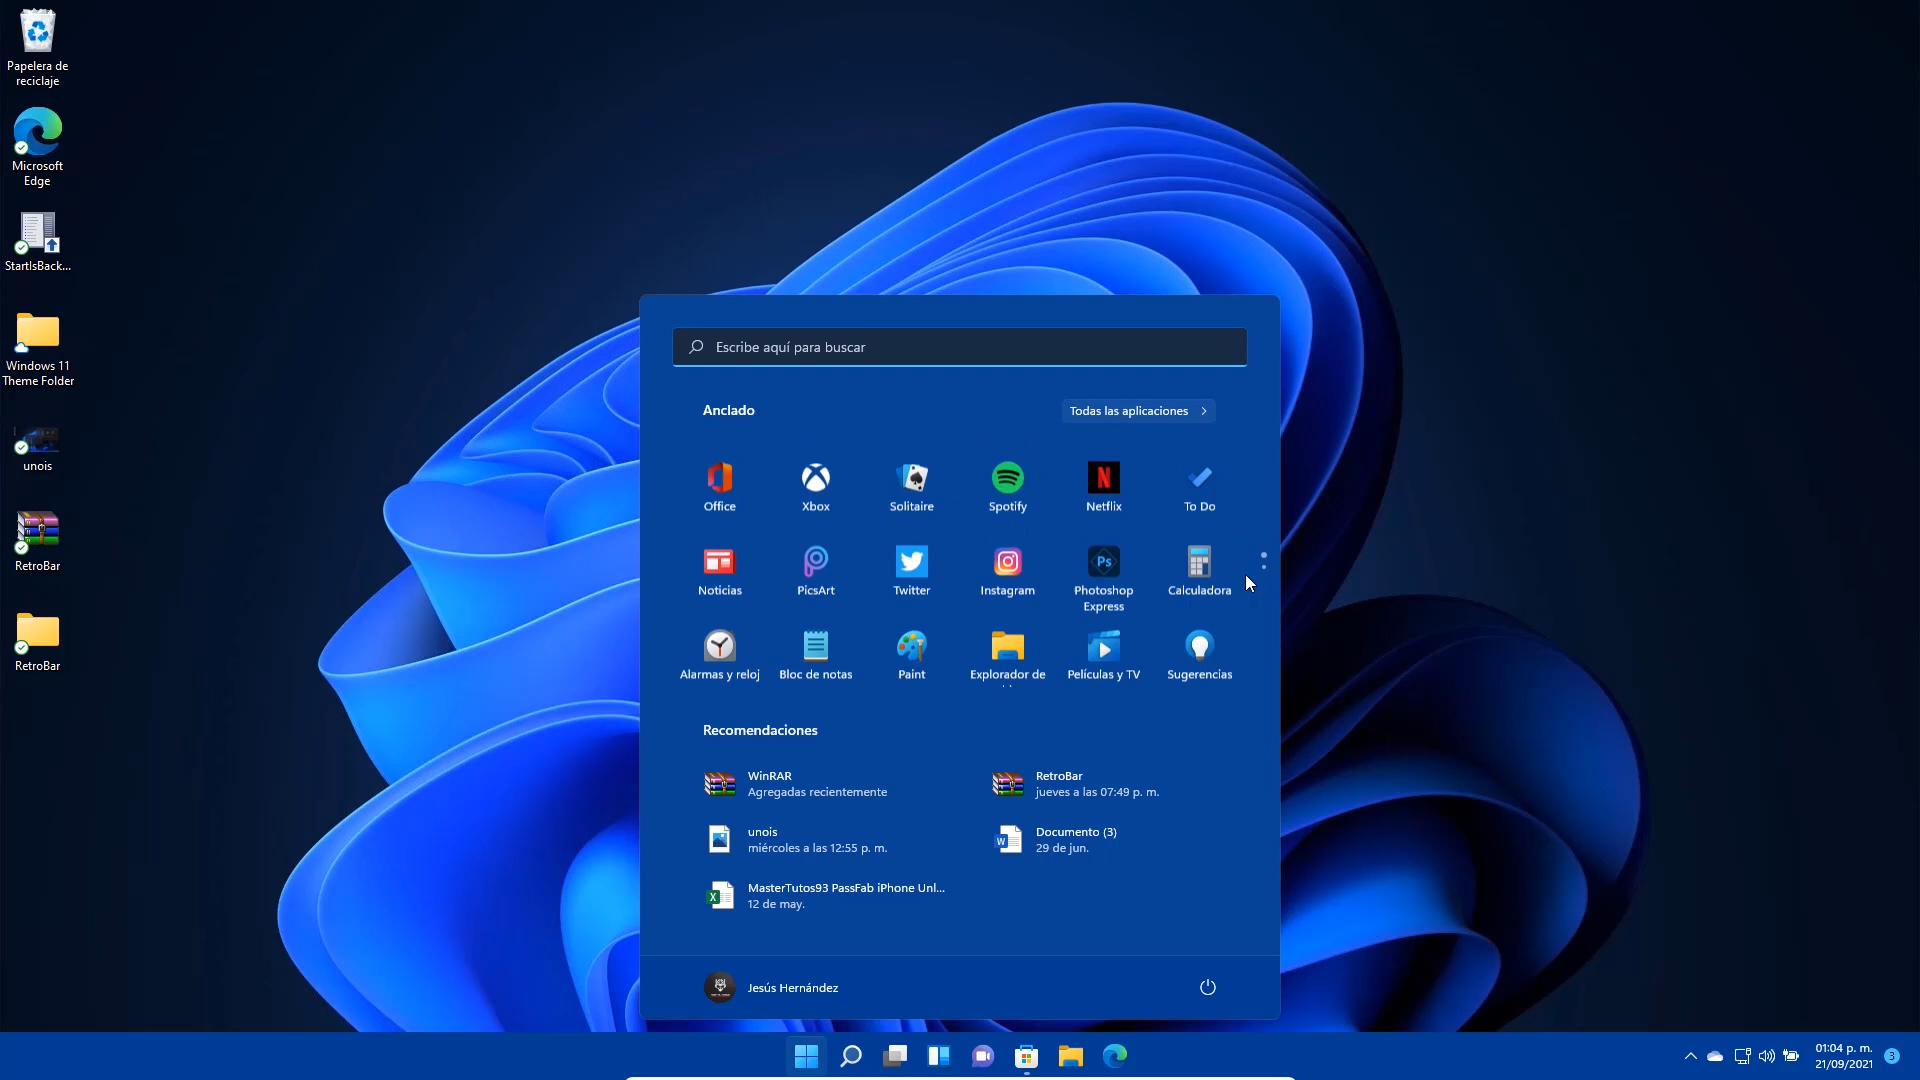 Papelera de
reciclaje
Microsoft
Edge
StartIsBack...
Windows 11
Theme Folder
unois
RetroBar
RetroBar
Escribe aquí para buscar
Anclado
Todas las aplicaciones
Office
Xbox
Solitaire
Spotify
Netflix
To Do
Noticias
PicsArt
Twitter
Instagram
Ps
Photoshop
Express
Calculadora
Alarmas y reloj
Bloc de notas
Paint
Explorador de
Películas y TV
Sugerencias
Recomendaciones
WinRAR
Agregadas recientemente
RetroBar
jueves a las 07:49 p. m.
unois
miércoles a las 12:55 p. m.
Documento (3)
29 de jun.
MasterTutos93 PassFab iPhone Unl...
12 de may.
Jesús Hernández
01:04 p. m.
21/09/2021
3